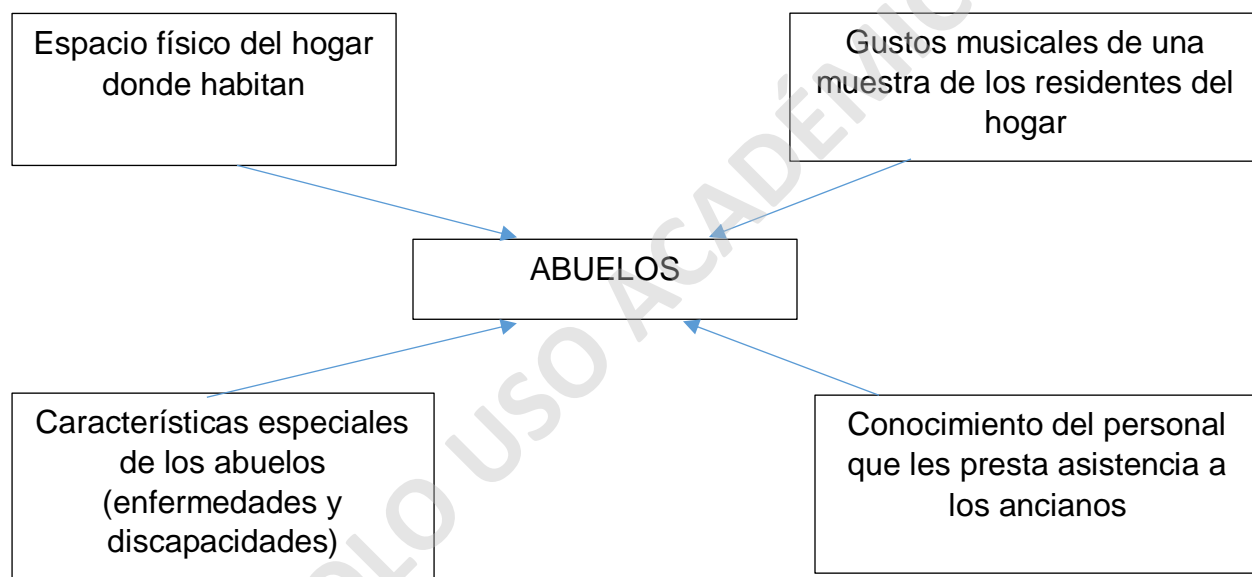 Espacio físico del hogar
donde habitan
Gustos musicales de una
muestra de los residentes del
hogar
ABUELOS
Características especiales
de los abuelos
(enfermedades y
discapacidades)
Conocimiento del personal
que les presta asistencia a
los ancianos
USO